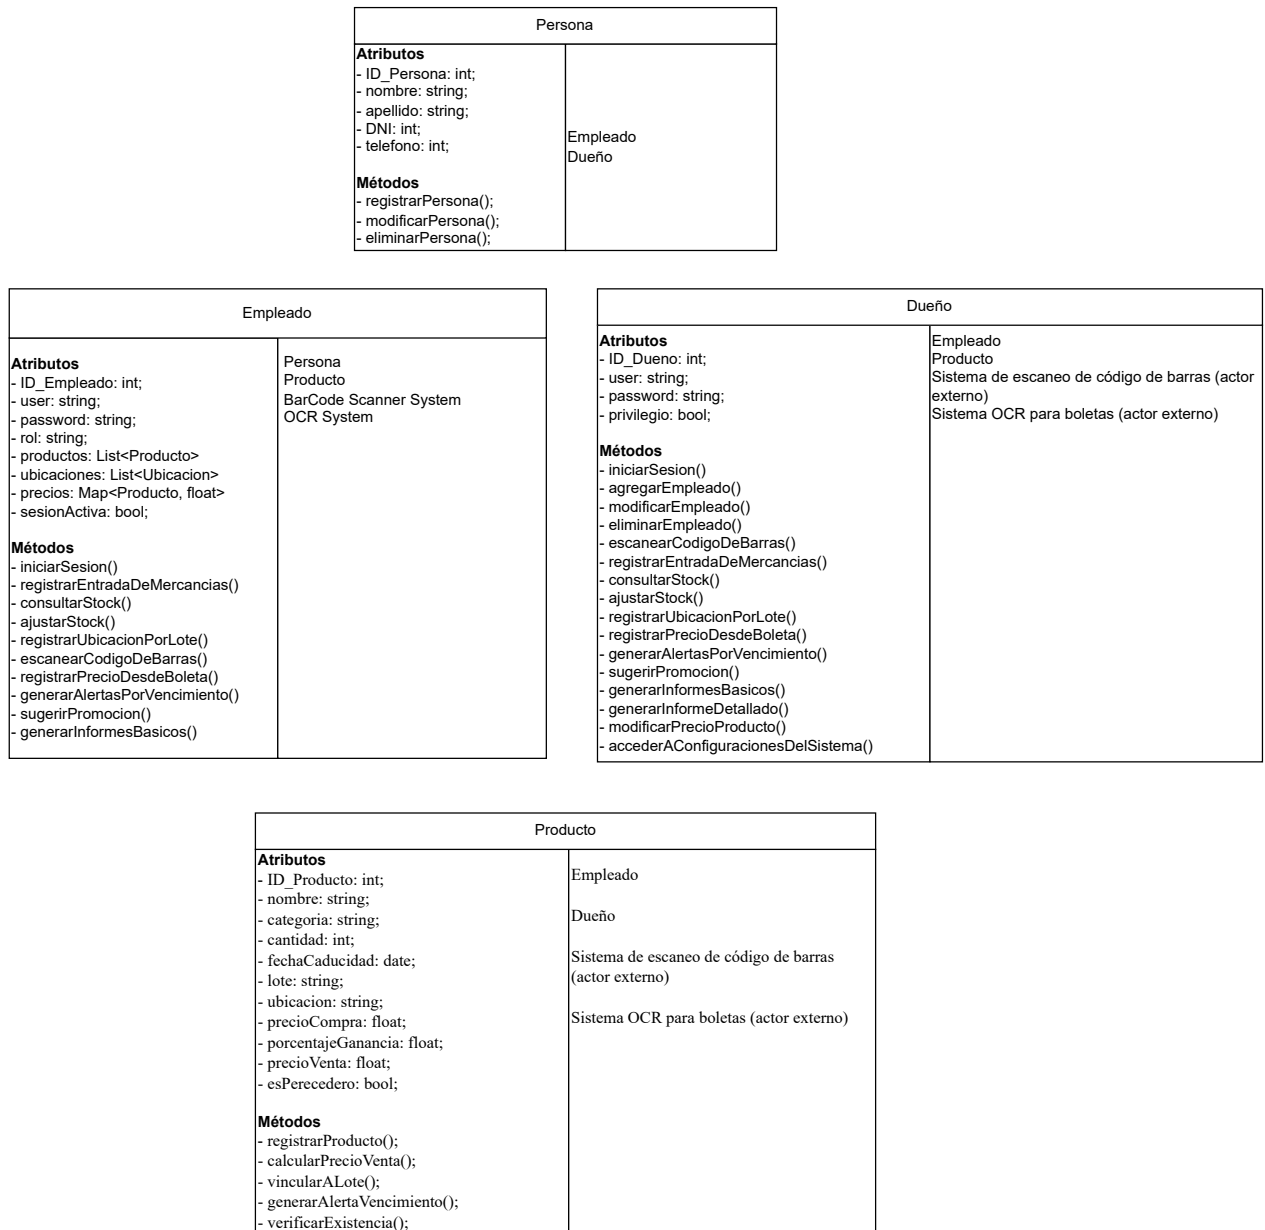 Persona
Atributos
- ID_Persona: int;
- nombre: string;
- apellido: string;
- DNI: int;
- telefono: int;
Métodos
- registrarPersona();
- modificarPersona();
- eliminarPersona();
Empleado
Dueño
Empleado
Atributos
- ID_Empleado: int;
- user: string;
- password: string;
- rol: string;
- productos: List<Producto>
- ubicaciones: List<Ubicacion>
- precios: Map<Producto, float>
- sesionActiva: bool;
Métodos
- iniciarSesion()
- registrarEntradaDeMercancias()
- consultarStock()
- ajustarStock()
- registrarUbicacionPorLote()
- escanearCodigoDeBarras()
- registrarPrecioDesdeBoleta()
- generarAlertasPorVencimiento()
- sugerirPromocion()
- generarInformesBasicos()
Persona
Producto
BarCode Scanner System
OCR System
Dueño
Atributos
- ID_Dueno: int;
- user: string;
- password: string;
- privilegio: bool;
Métodos
- iniciarSesion()
- agregarEmpleado()
- modificarEmpleado()
- eliminarEmpleado()
- escanearCodigoDeBarras()
- registrarEntradaDeMercancias()
- consultarStock()
- ajustarStock()
- registrarUbicacionPorLote()
- registrarPrecioDesdeBoleta()
- generarAlertasPorVencimiento()
- sugerirPromocion()
- generarInformesBasicos()
- generarInformeDetallado()
- modificarPrecioProducto()
- accederAConfiguracionesDelSistema()
Empleado
Producto
Sistema de escaneo de código de barras (actor
externo)
Sistema OCR para boletas (actor externo)
Producto
Atributos
- ID_Producto: int;
- nombre: string;
- categoria: string;
- cantidad: int;
- fechaCaducidad: date;
- lote: string;
- ubicacion: string;
- precioCompra: float;
- porcentajeGanancia: float;
- precioVenta: float;
- esPerecedero: bool;
Métodos
- registrarProducto();
- calcularPrecioVenta();
- vincularALote();
- generarAlertaVencimiento();
- verificarExistencia();
Empleado
Dueño
Sistema de escaneo de código de barras
(actor externo)
Sistema OCR para boletas (actor externo)